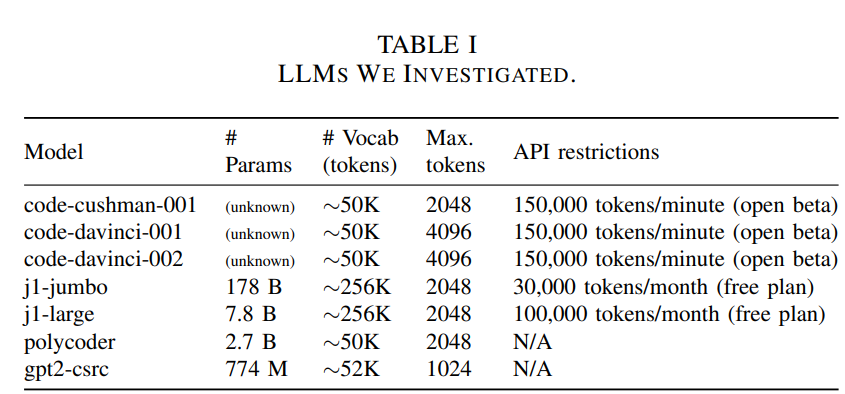 TABLE I
LLMS WE INVESTIGATED.
Model # Params # Vocab (tokens) Max. tokens API restrictions
code-cushman-001 (unknown) ∼50K 2048 150,000 tokens/minute (open beta)
code-davinci-001 (unknown) ∼50K 4096 150,000 tokens/minute (open beta)
code-davinci-002 (unknown) ∼50K 4096 150,000 tokens/minute (open beta)
j1-jumbo 178 B ∼256K 2048 30,000 tokens/month (free plan)
j1-large 7.8 B ∼256K 2048 100,000 tokens/month (free plan)
polycoder 2.7 B ∼50K 2048 N/A
gpt2-csrc 774 M ∼52K 1024 N/A